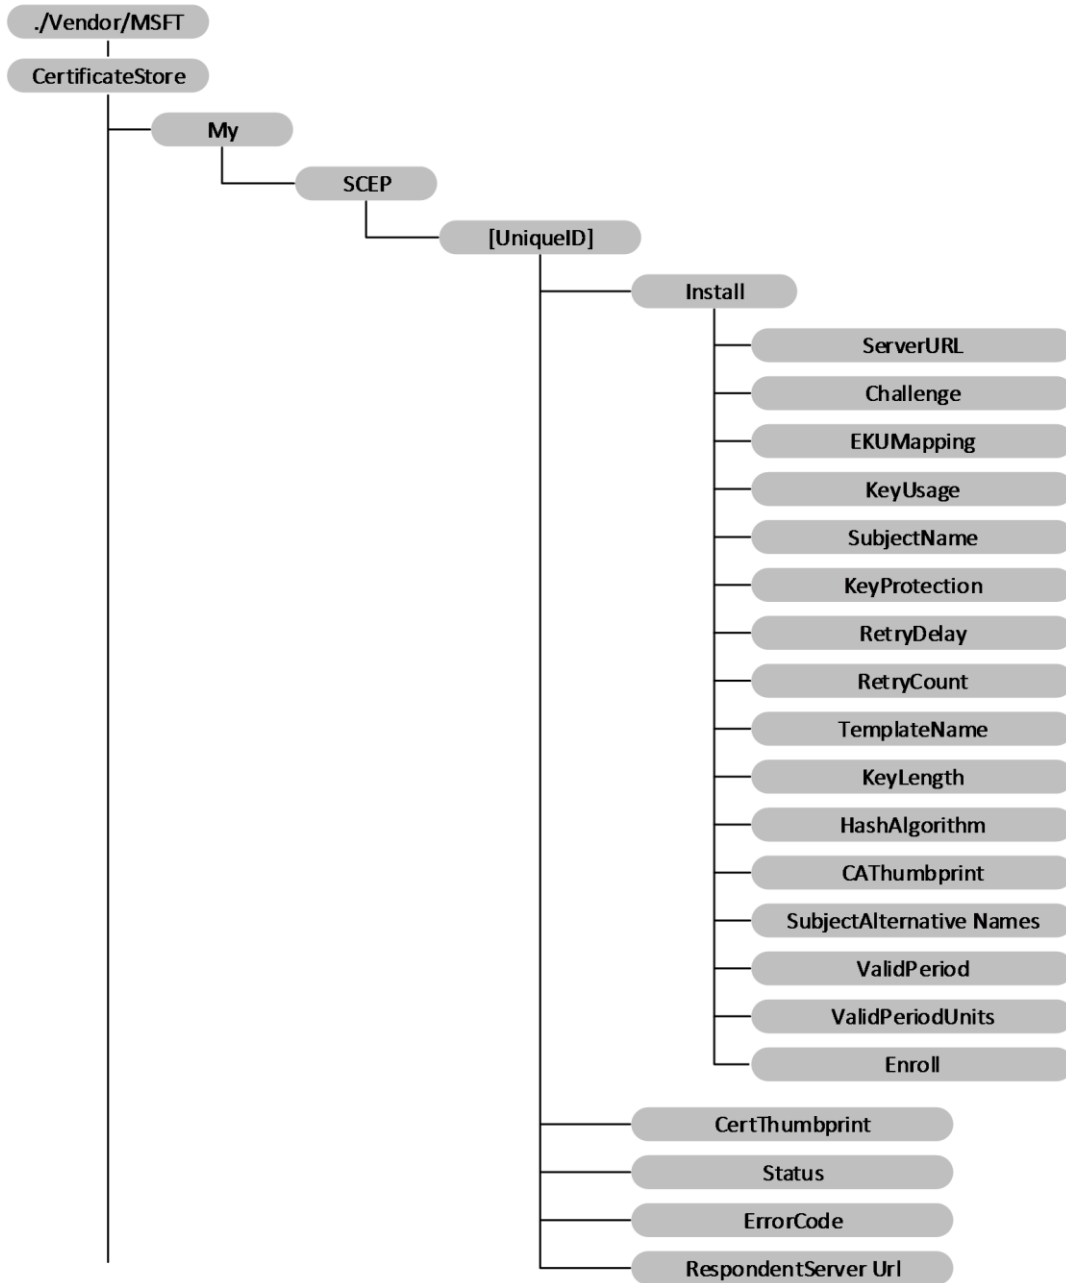 ./Vendor/MSFT
CertificateStore
My
SCEP
[UniqueID]
Install
ServerURL
Challenge
EKUMapping
KeyUsage
SubjectName
KeyProtection
RetryDelay
RetryCount
TemplateName
KeyLength
HashAlgorithm
CAThumbprint
SubjectAlternative Names
ValidPeriod
ValidPeriodUnits
Enroll
CertThumbprint
Status
ErrorCode
RespondentServer Url